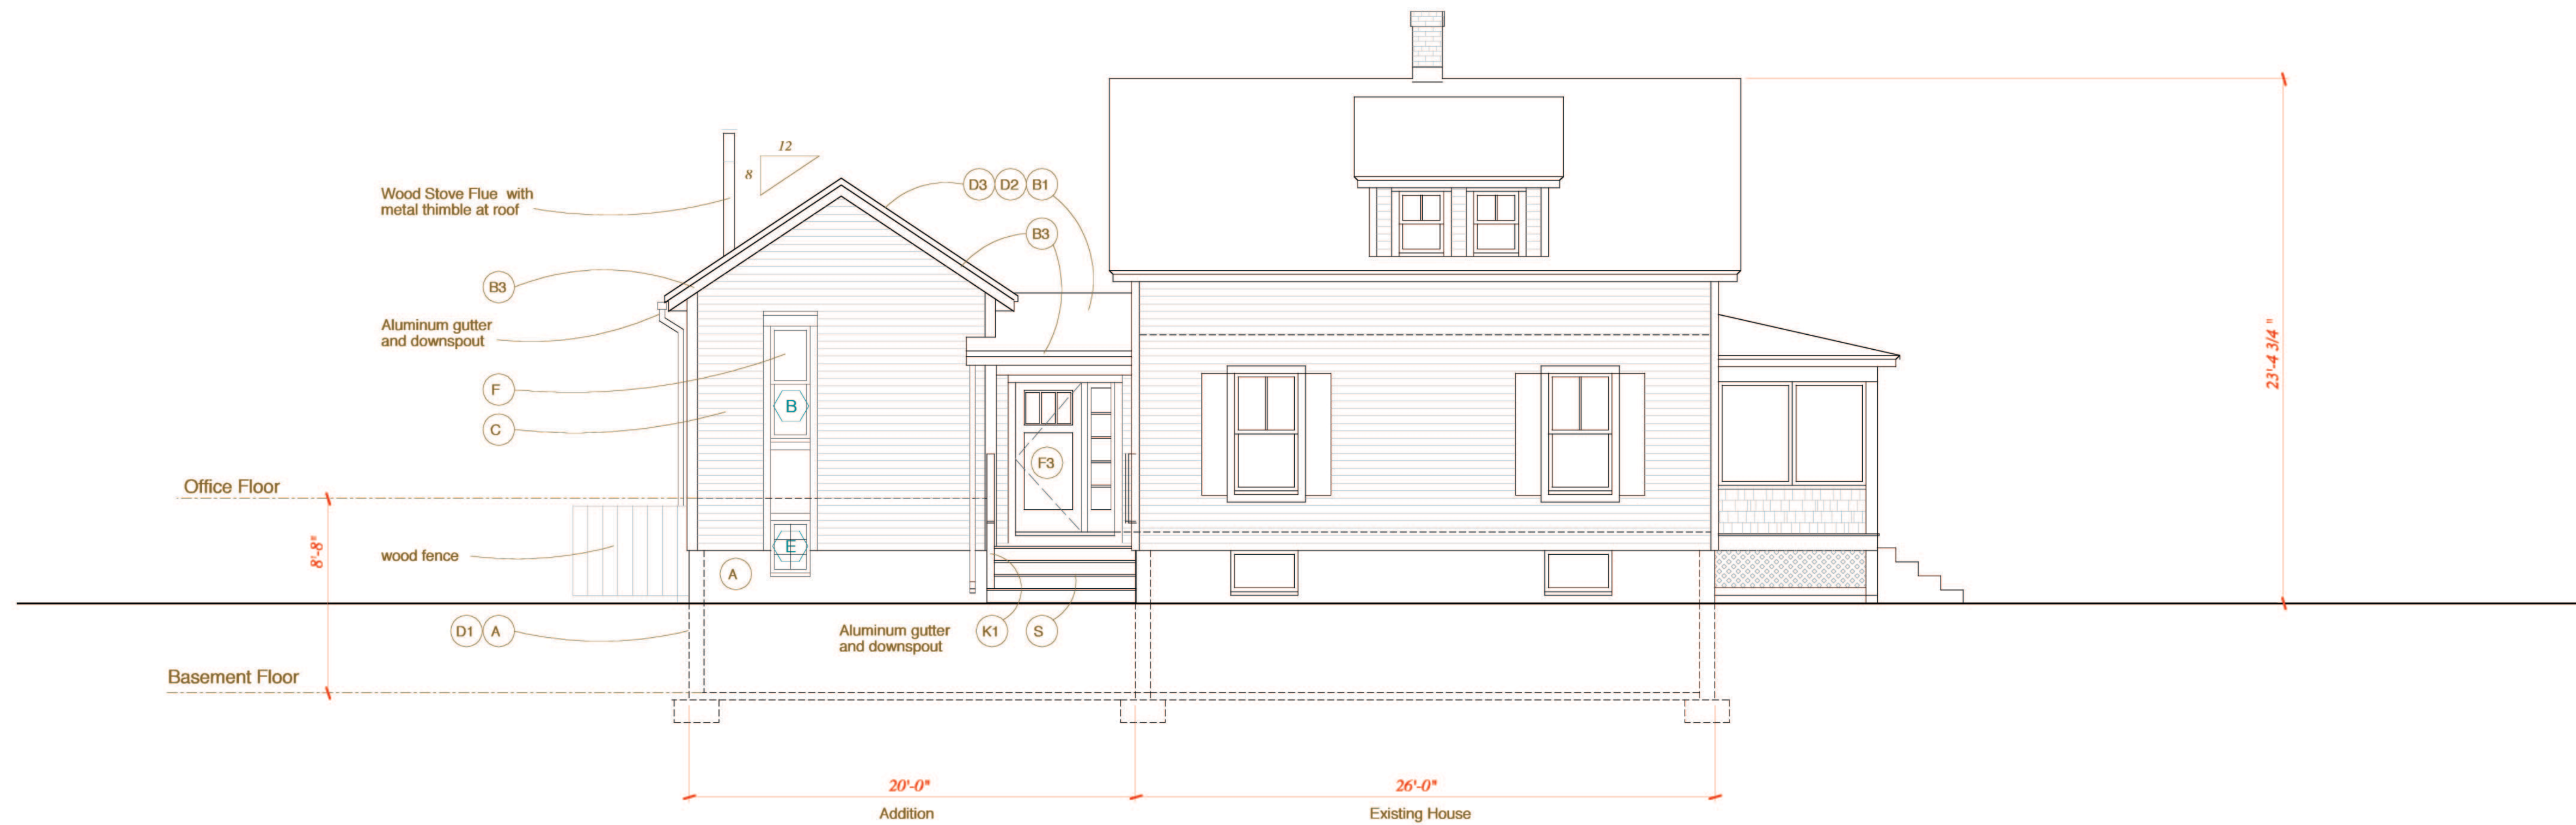 12
8
D3 D2 B1
Wood Stove Flue with
metal thimble at roof
B3
B3
Aluminum gutter
and downspout
23'-4 3/4 "
F
B
C
F3
Office Floor
8'-8"
wood fence
E
A
D1 A
Aluminum gutter
and downspout
K1
S
Basement Floor
20'-0"
26'-0"
Addition
Existing House